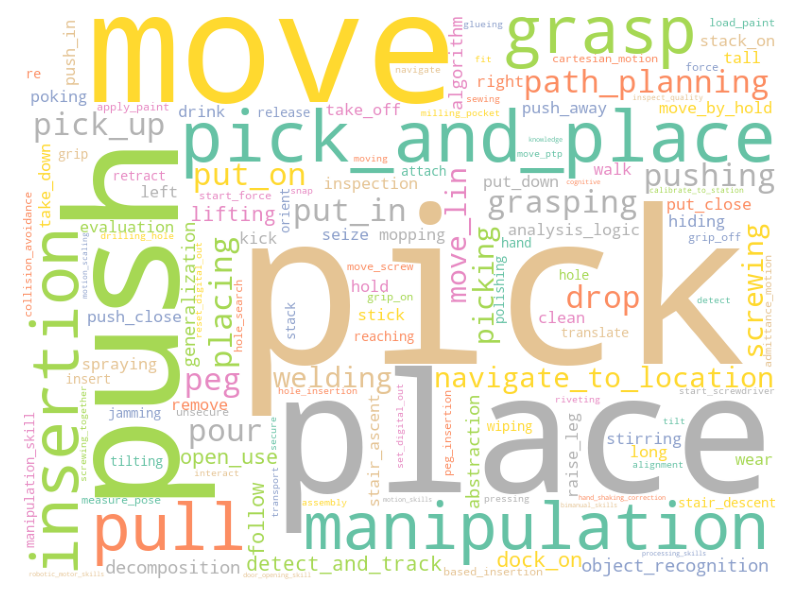 move
grasp
load_paint
glueing
stack_on
push_in
algorithm
fit
cartesian_motion
force
tall
navigate
re
right
path_planning
inspect_quality
poking
apply_paint
drink
release
take_off
sewing
push_away
move_by_hold
milling_pocket
pick_up
pick_and_place
knowledge
grip
moving
move_ptp
take_down
retract
put_on
attach
walk
pushing
cognitive
calibrate_to_station
left
start_force
snap
inspection
put_down
put_close
collision_avoidance
evaluation
lifting
orient
put_in
move_lin
grasping
hiding
drilling_hole
kick
seize
mopping
analysis_logic
grip_off
insertion
push
motion_scaling
generalization
reset_digital_out
placing
hole_search
pick
move_screw
hold
grip_on
picking
polishing
hand
hole
detect
screwing
admittance_motion
push_close
stack
stick
clean
reaching
translate
spraying
insert
peg
welding
navigate_to_location
start_screwdriver
hole_insertion
remove
unsecure
place
riveting
jamming
screwing_together
manipulation_skill
pour
set_digital_out
peg_insertion
wiping
tilt
stirring
long
alignment
tilting
open_use
secure
transport
stair_ascent
abstraction
raise_leg
wear
interact
measure_pose
follow
pull
assembly
motion_skills
pressing
hand_shaking_correction
bimanual_skills
stair_descent
manipulation
decomposition
detect_and_track
dock_on
processing_skills
object_recognition
robotic_motor_skills
door_opening_skill
based_insertion